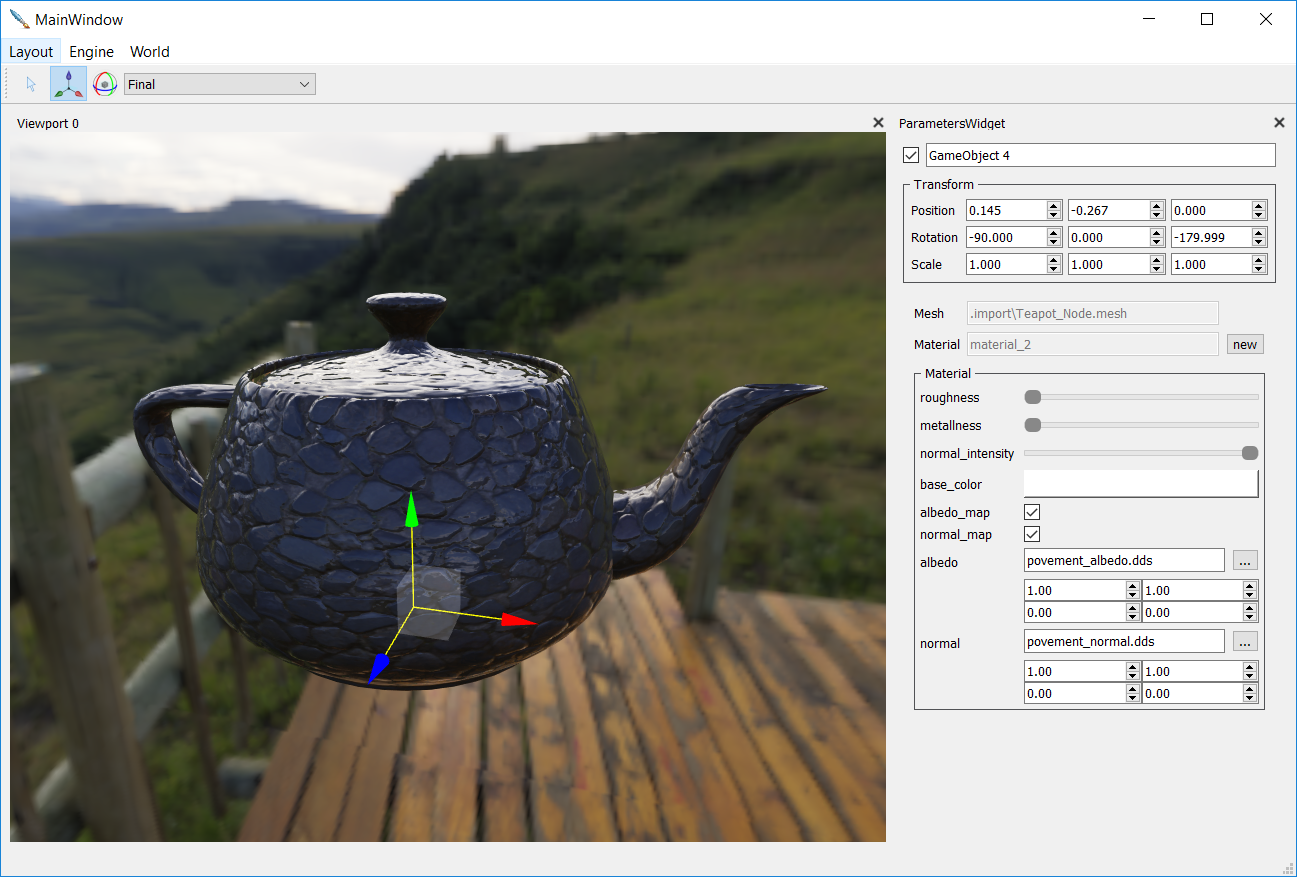 MainWindow
Layout Engine World
Final
Viewport 0
ParametersWidget
GameObject 4
Transform
Position 0.145 -0.267 0.000
Rotation -90.000 0.000 -179.999
Scale 1.000 1.000 1.000
Mesh .import\Teapot_Node.mesh
Material material_2 new
Material
roughness
metallness
normal_intensity
base_color
albedo_map
normal_map
albedo povement_albedo.dds ...
1.00 1.00
0.00 0.00
normal povement_normal.dds ...
1.00 1.00
0.00 0.00